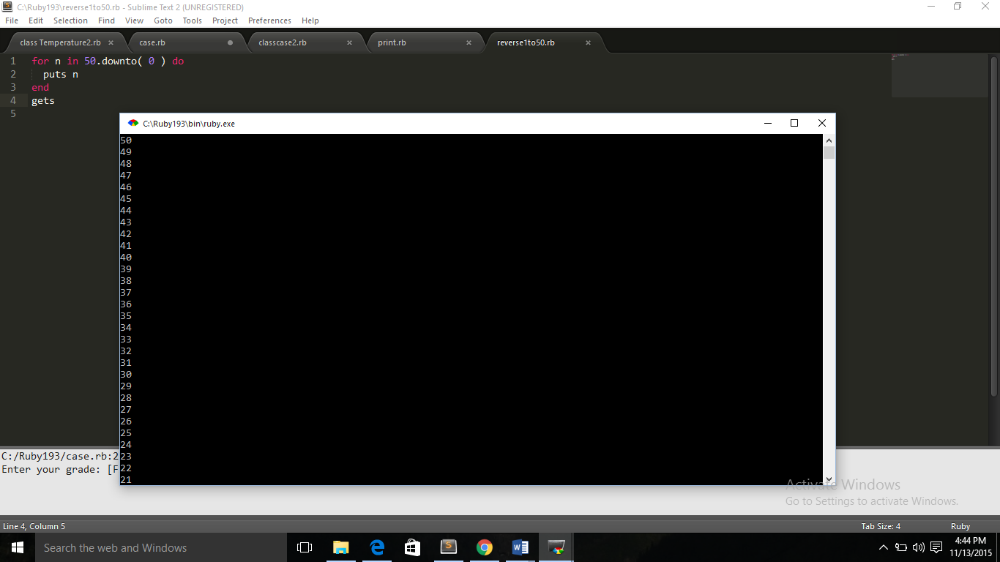 C:\Ruby193\reverse1to50.rb - Sublime Text 2 (UNREGISTERED)
File Edit Selection Find View Goto Tools Project Preferences Help
class Temperature2.rb × case.rb classcase2.rb × print.rb × reverse1to50.rb ×
1 for n in 50.downto( 0 ) do
2 puts n
3 end
4 gets
5
C:\Ruby193\bin\ruby.exe
50
49
48
47
46
45
44
43
42
41
40
39
38
37
36
35
34
33
32
31
30
29
28
27
26
25
24
23
22
21
C:/Ruby193/case.rb:2
Enter your grade: [F
Activate Windows
Go to Settings to activate Windows.
Line 4, Column 5 Tab Size: 4 Ruby
Search the web and Windows
4:44 PM
11/13/2015